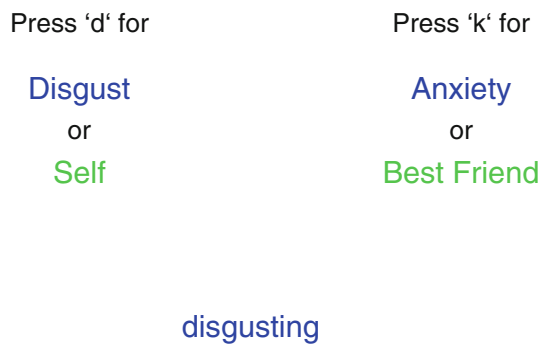 Press ‘d‘ for
Disgust
or
Self
Press ‘k‘ for
Anxiety
or
Best Friend
disgusting